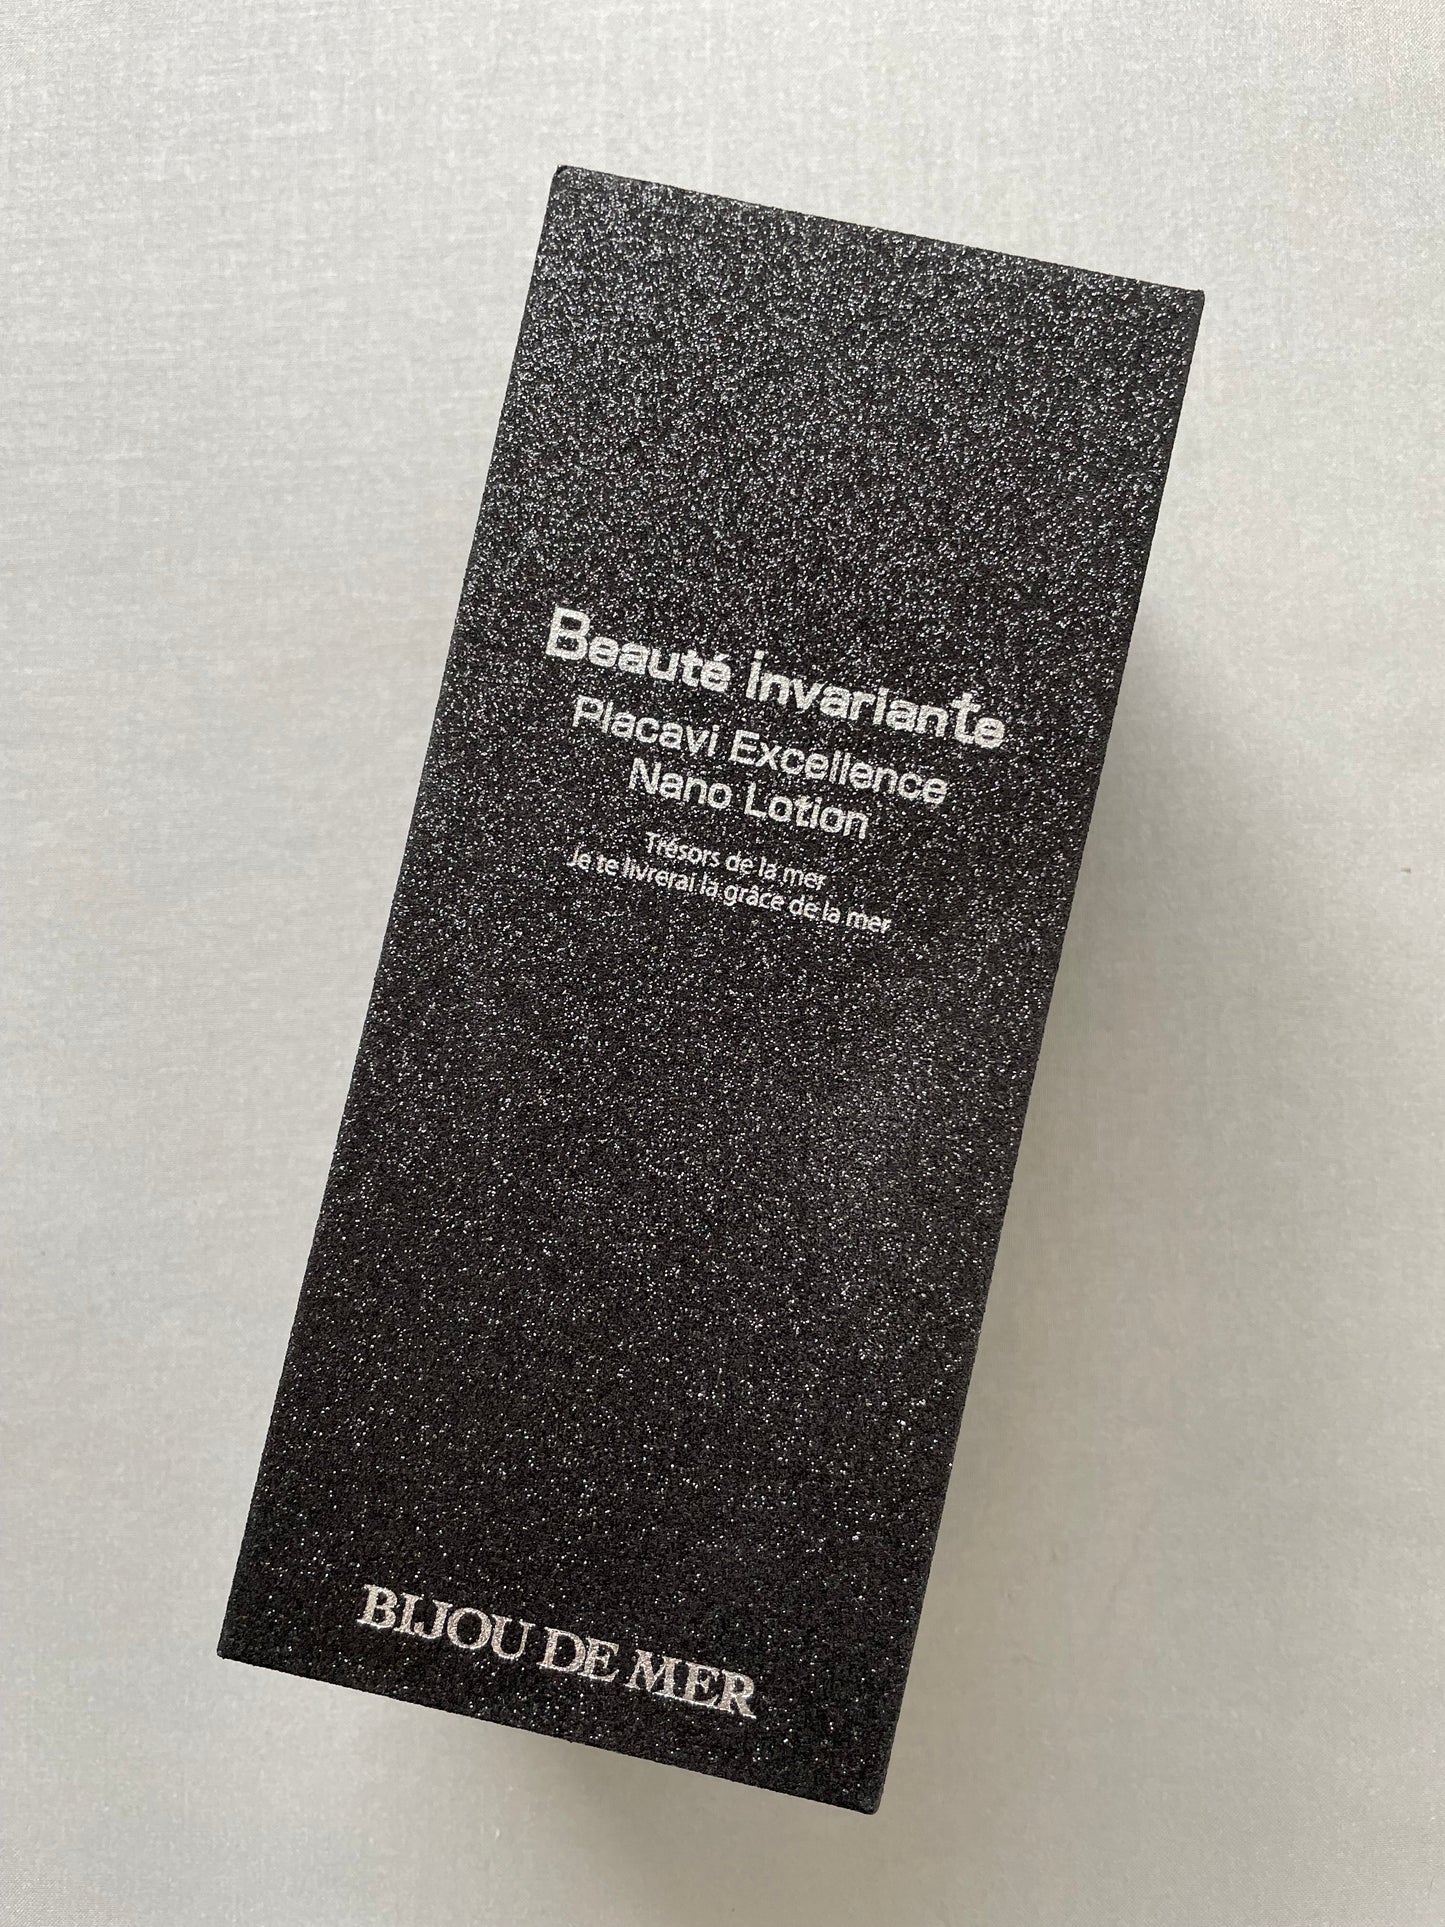 Beauté invariante
Placavi Excellence
Nano Lotion
Trésors de la mer
Je te livrerai la grâce de la mer
BIJOU DE MER